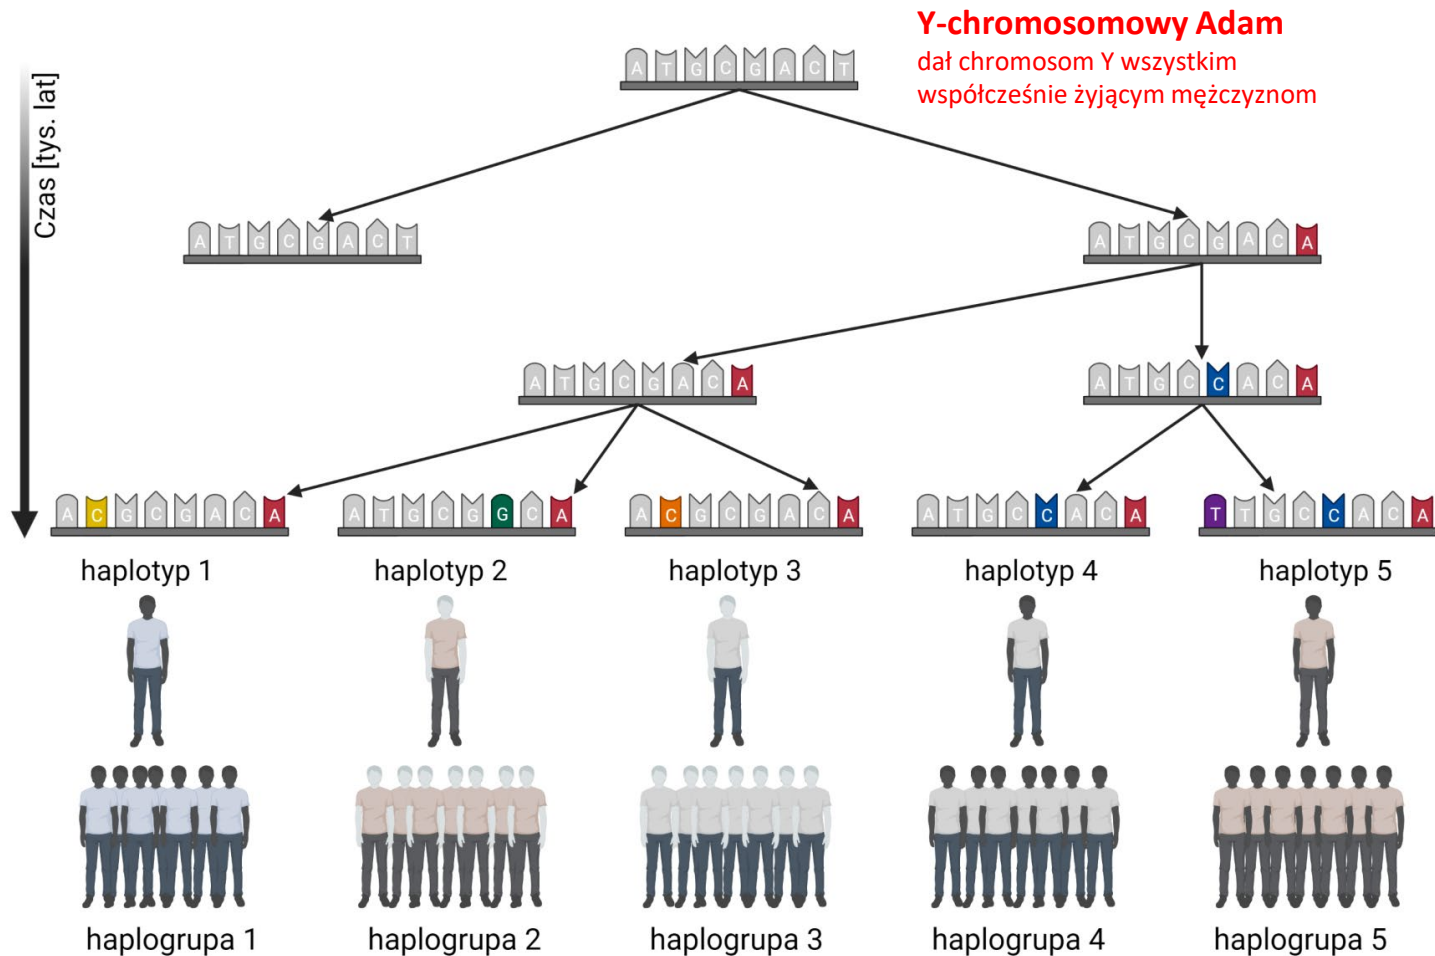 Y-chromosomowy Adam
dał chromosom Y wszystkim
współcześnie żyjącym mężczyznom
Czas [tys. lat]
A T G C G A C T
A T G C G A C T
A T G C G A C A
A T G C G A C A
A T G C C A C A
A C G C G A C A
A T G C G G C A
A C G C G A C A
A T G C C A C A
T T G C C A C A
haplotyp 1
haplotyp 2
haplotyp 3
haplotyp 4
haplotyp 5
haplogrupa 1
haplogrupa 2
haplogrupa 3
haplogrupa 4
haplogrupa 5